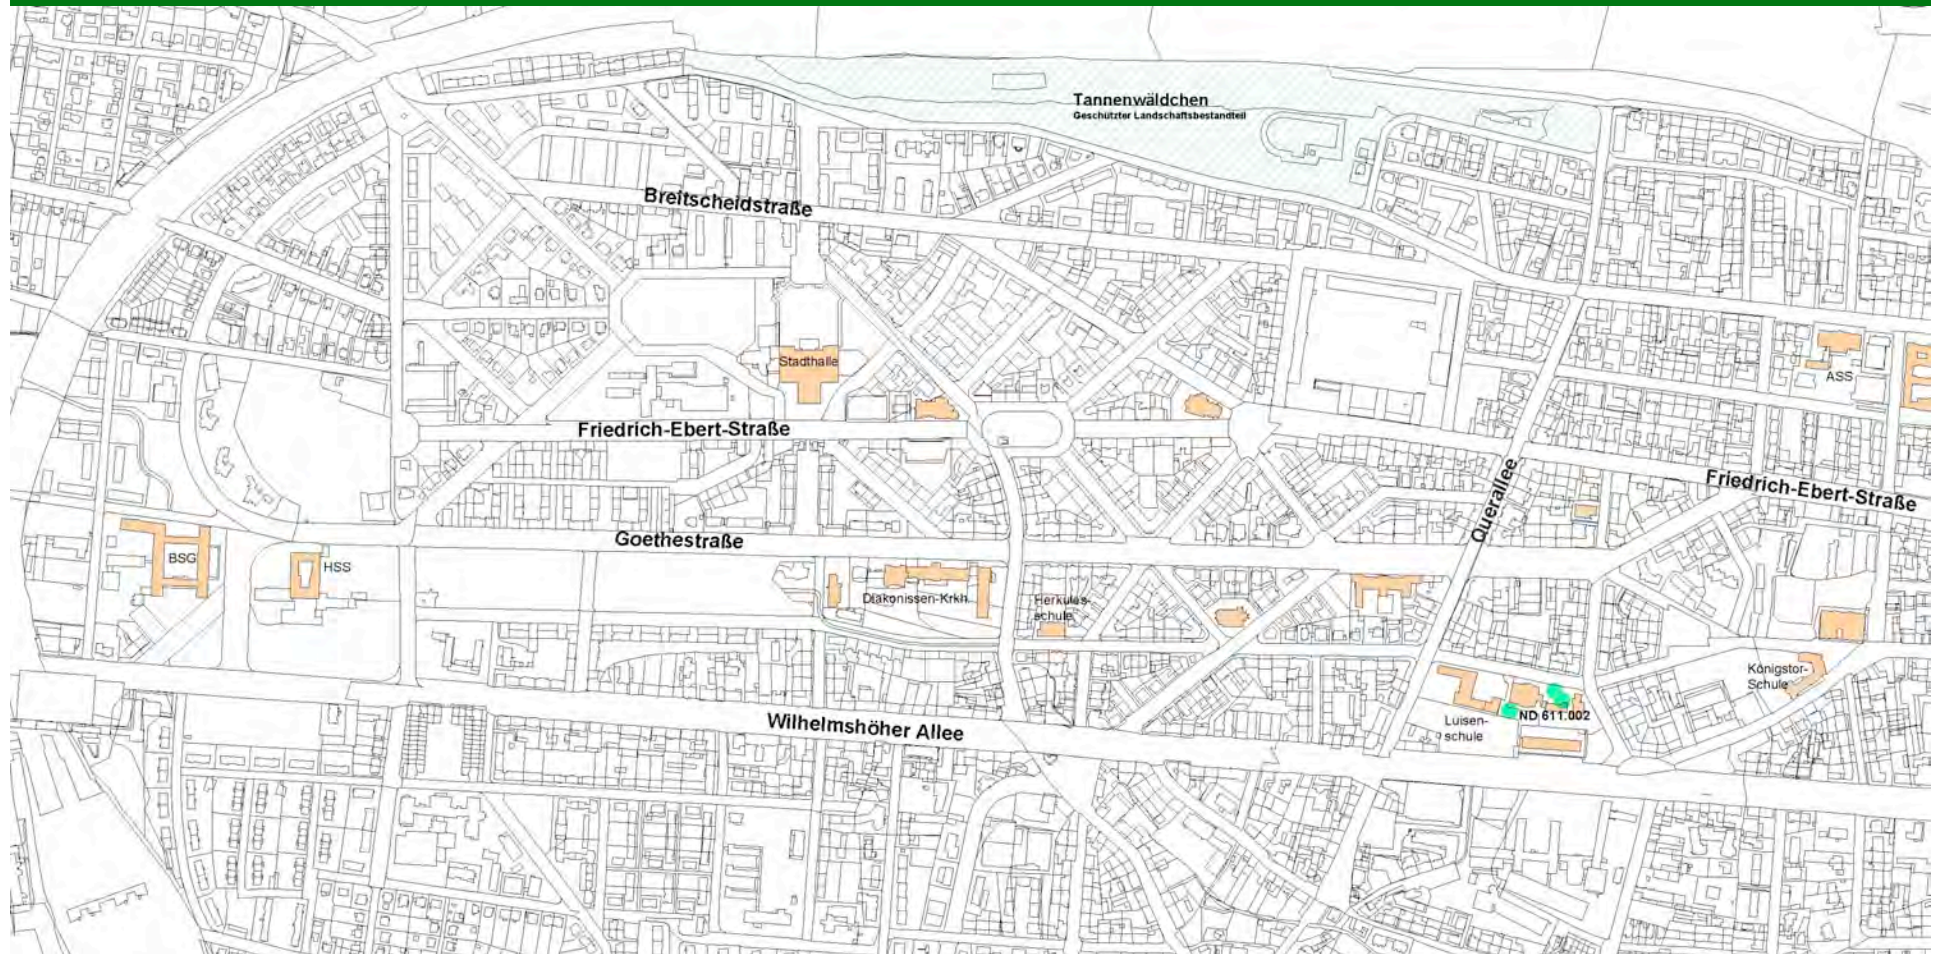 Tannenwäldchen
Geschützter Landschaftsbestandteil
Breitscheidstraße
Stadthalle
ASS
Friedrich-Ebert-Straße
Querallee
Friedrich-Ebert-Straße
Goethestraße
BSG
HSS
Diakonissen-Krkh.
Herkules-
schule
Königstor-
Schule
ND 611.002
Luisen-
schule
Wilhelmshöher Allee